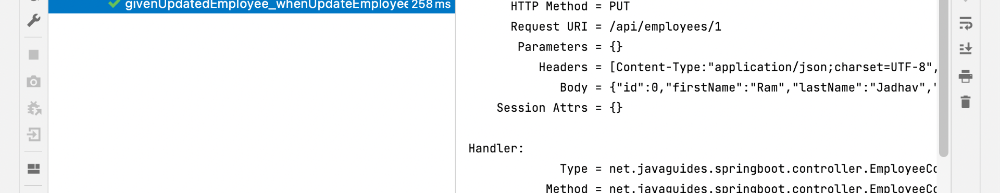 givenUpdatedEmployee_whenUpdateEmployee 258 ms
HTTP Method = PUT
Request URI = /api/employees/1
Parameters = {}
Headers = [Content-Type:"application/json;charset=UTF-8",
Body = {"id":0,"firstName":"Ram","lastName":"Jadhav","
Session Attrs = {}
Handler:
Type = net.javaguides.springboot.controller.EmployeeCo
Method = net.javaguides.springboot.controller.EmployeeCo